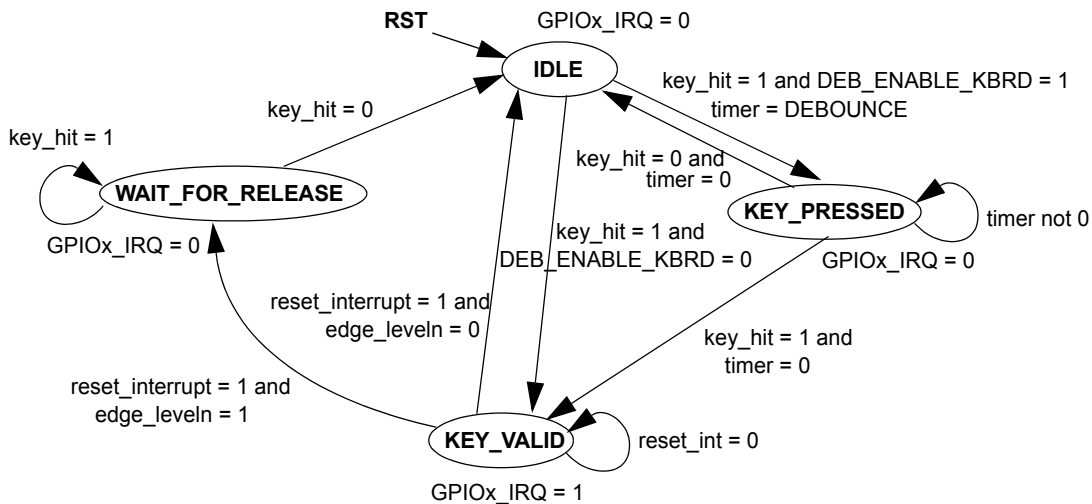 RST
GPIOx_IRQ = 0
IDLE
key_hit = 1 and DEB_ENABLE_KBRD = 1
timer = DEBOUNCE
key_hit = 0
key_hit = 1
WAIT_FOR_RELEASE
GPIOx_IRQ = 0
key_hit = 0 and
timer = 0
KEY_PRESSED
timer not 0
GPIOx_IRQ = 0
key_hit = 1 and
DEB_ENABLE_KBRD = 0
reset_interrupt = 1 and
edge_leveln = 0
key_hit = 1 and
timer = 0
reset_interrupt = 1 and
edge_leveln = 1
KEY_VALID
reset_int = 0
GPIOx_IRQ = 1